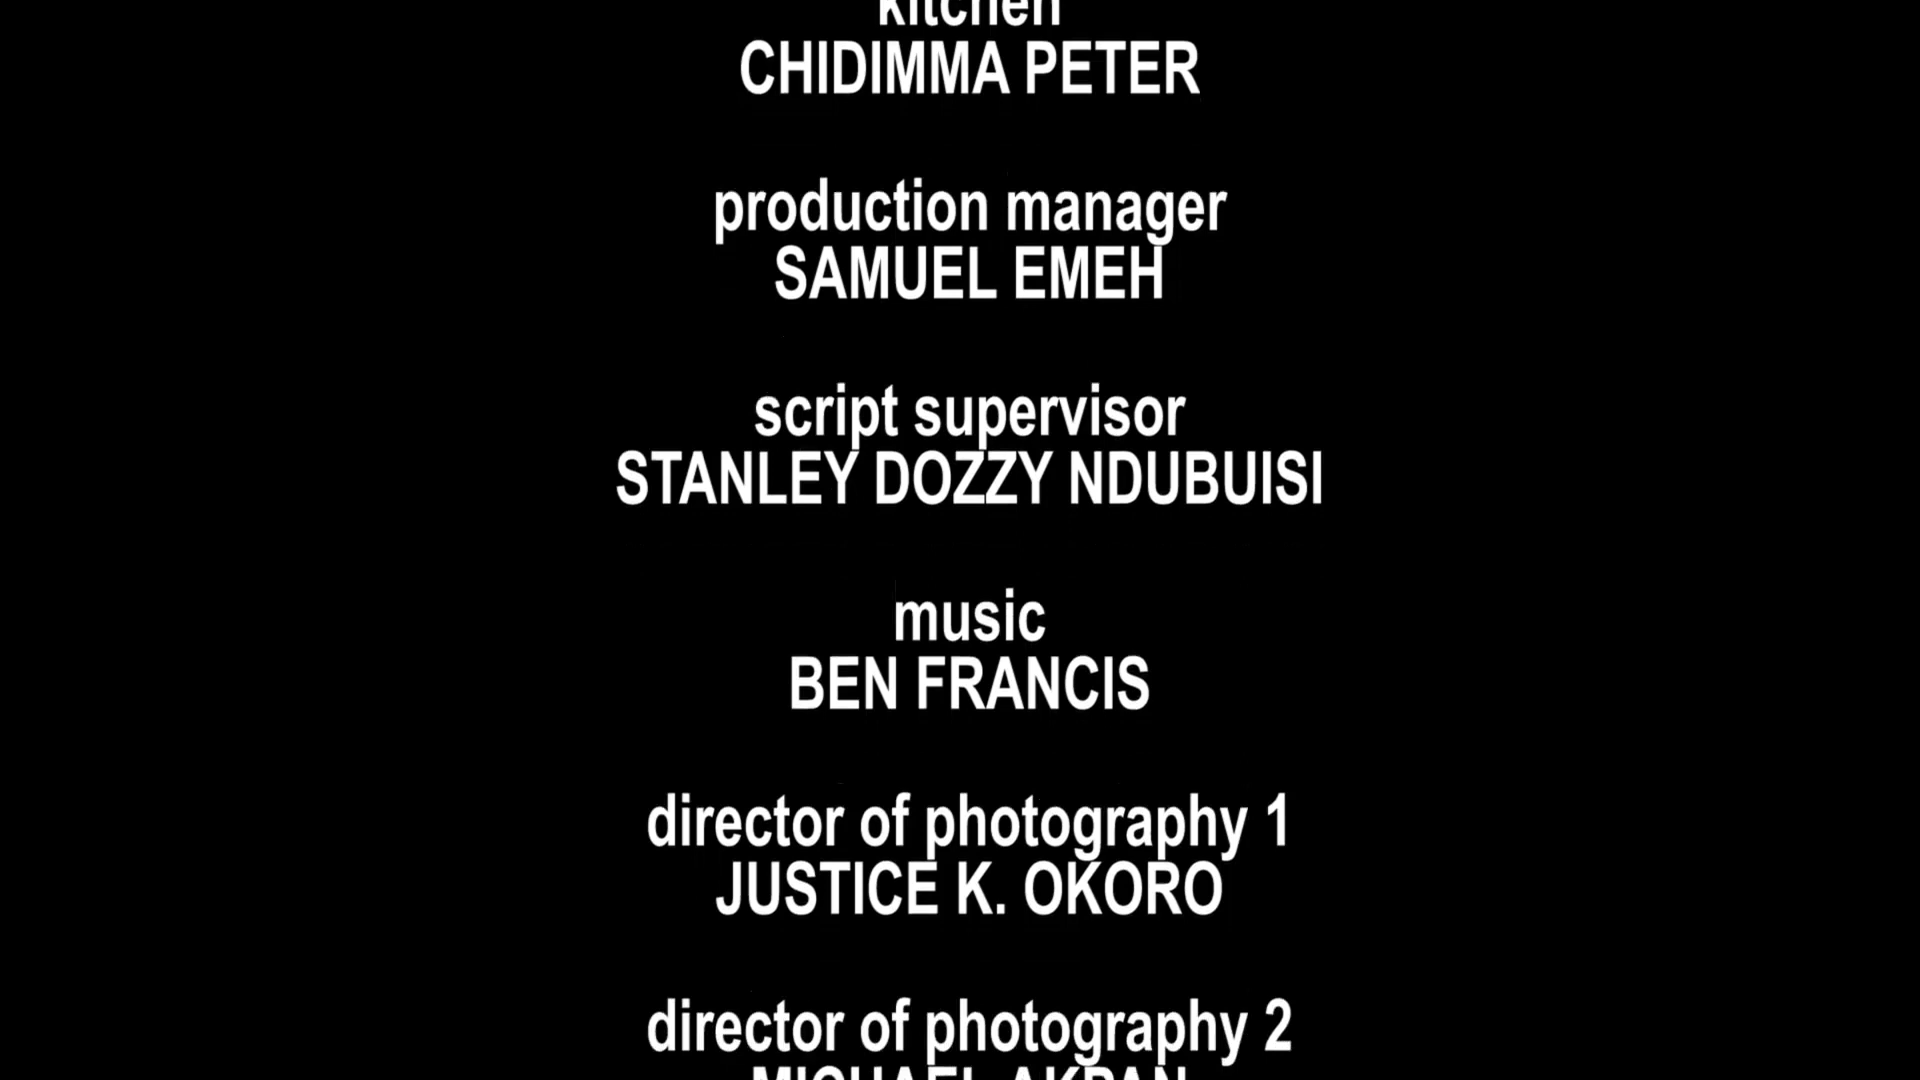 kitchen
CHIDIMMA PETER
production manager
SAMUEL EMEH
script supervisor
STANLEY DOZZY NDUBUISI
music
BEN FRANCIS
director of photography 1
JUSTICE K. OKORO
director of photography 2
MICHAEL AKPAN